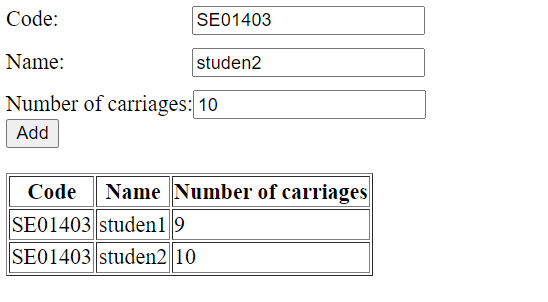 Code: SE01403
Name: studen2
Number of carriages: 10
Add
Code Name Number of carriages
SE01403 studen1 9
SE01403 studen2 10